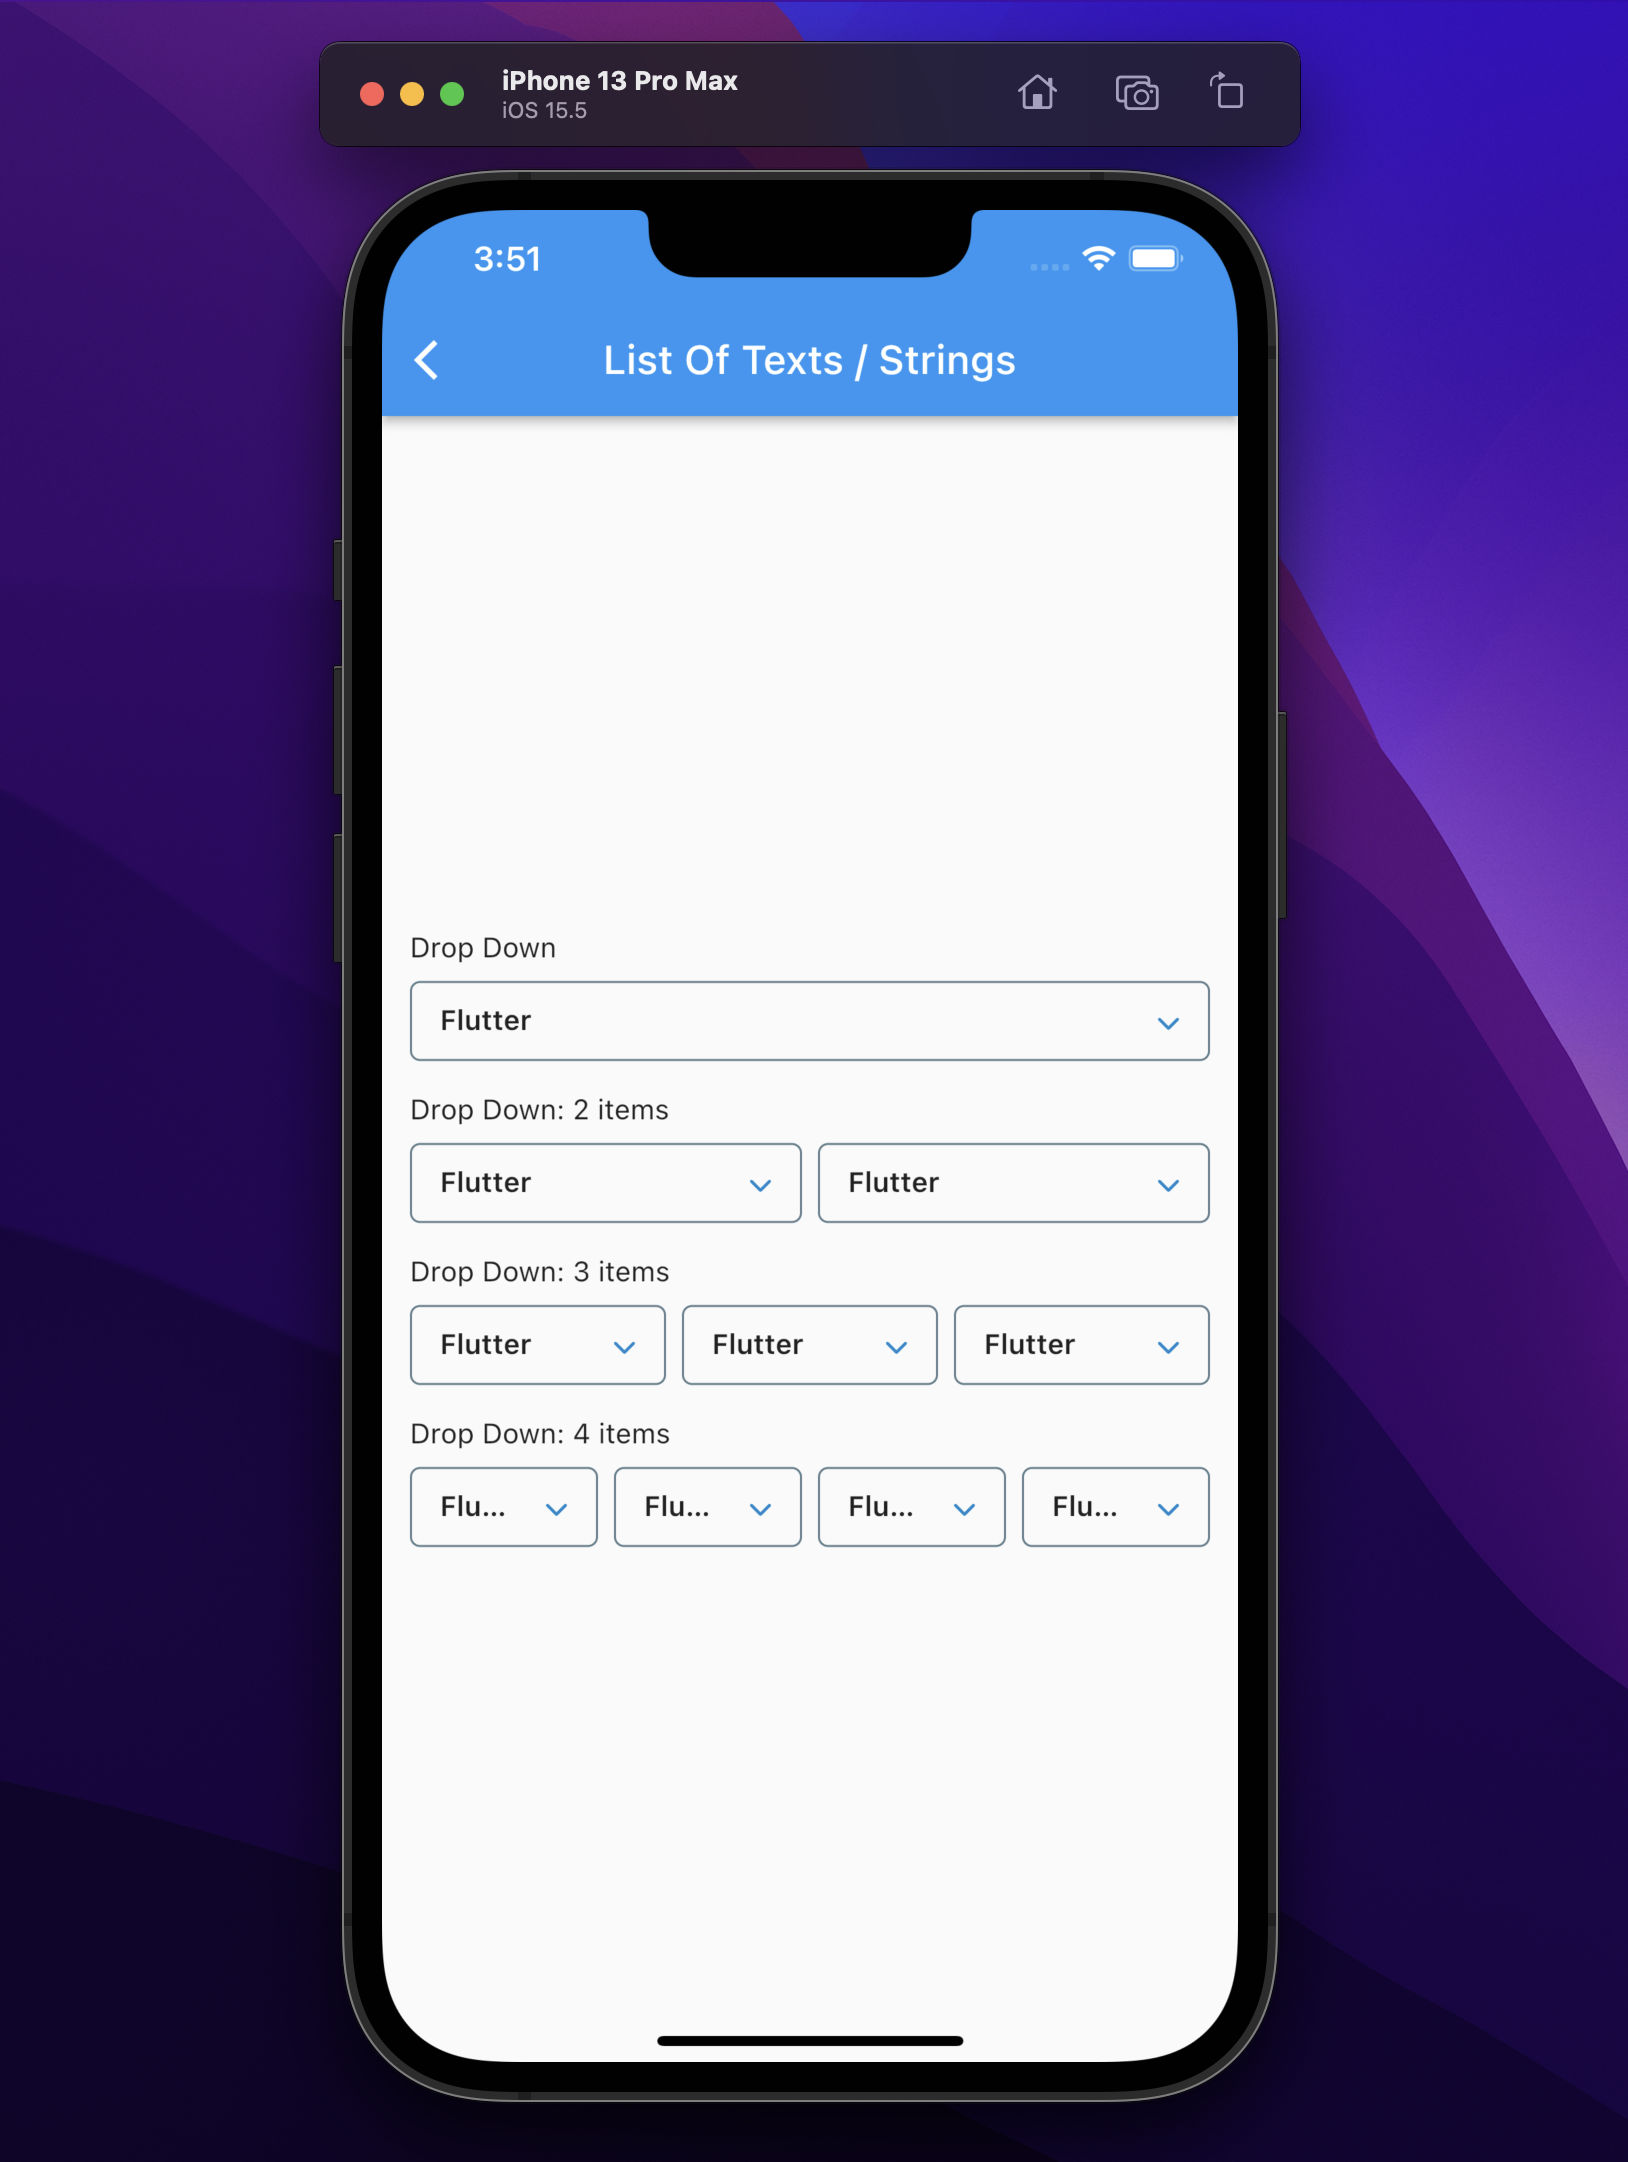 iPhone 13 Pro Max
iOS 15.5
3:51
List Of Texts / Strings
Drop Down
Flutter
Drop Down: 2 items
Flutter Flutter
Drop Down: 3 items
Flutter Flutter Flutter
Drop Down: 4 items
Flu... Flu... Flu... Flu...